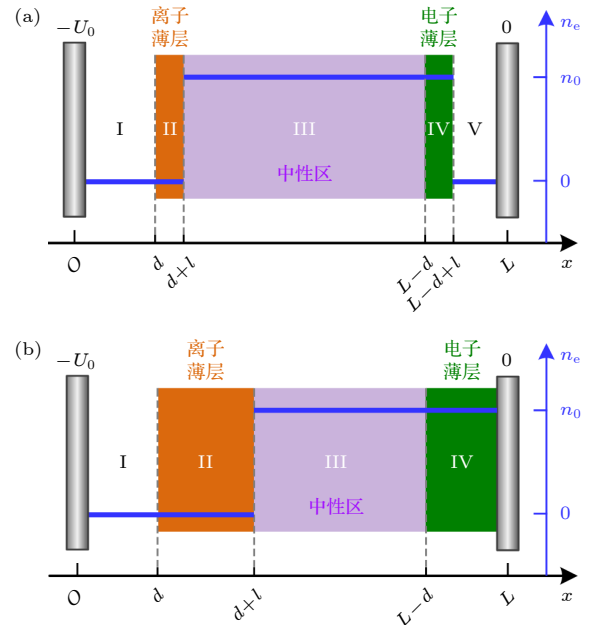 (a)
−U₀
离子
薄层
电子
薄层
0
nₑ
n₀
I
II
III
IV
V
中性区
0
O
d
d+l
L−d
L−d+l
L
x
(b)
−U₀
离子
薄层
电子
薄层
0
nₑ
n₀
I
II
III
IV
中性区
0
O
d
d+l
L−d
L
x